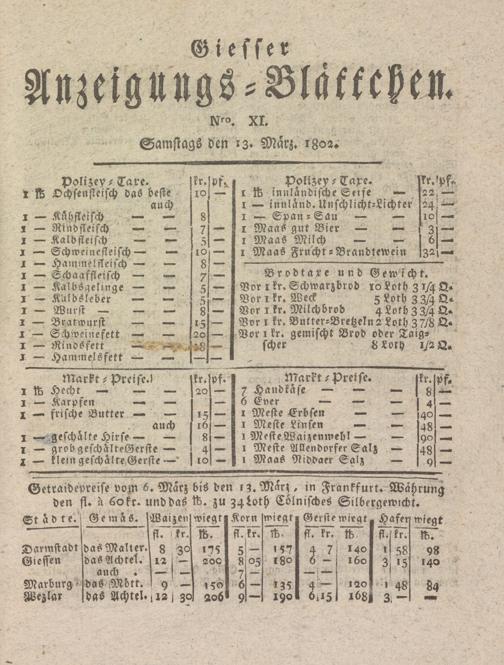 Giesser
Anzeigungs-Blättchen.
Nro. XI.
Samstags den 13. März. 1802.
Polizey-Taxe. kr. pf.
1 ℔ Ochsenfleisch das beste 10 —
auch
1 — Kühfleisch — — 8
1 — Rindfleisch — — 7 —
1 — Kalbfleisch — — 5 —
1 — Schweinefleisch — — 10 —
1 — Hammelfleisch — — 8
1 — Schaaffleisch — — 7 —
1 — Kalbsgelinge — — 5 —
1 — Kuhsleber — — 5
1 — Wurst — — 8 —
1 — Bratwurst — — 15 —
1 — Schweinefett — — 20 —
1 — Rindsfett — —
1 — Hammelsfett — —
Polizey-Taxe. kr. pf.
1 ℔ innländische Seife — 22 —
1 — innländ. Unschlicht-Lichter 24 —
1 — Span-Sau — — 10 —
1 Maas gut Bier — — 3 —
1 Maas Milch — — 6 —
1 Maas Frucht-Brandtewein 32 —
Brodtaxe und Gewicht.
Vor 1 kr. Schwarzbrod 10 Loth 3 1/4 Q.
Vor 1 kr. Weck 5 Loth 3 3/4 Q.
Vor 1 kr. Milchbrod 4 Loth 3 3/4 Q.
Vor 1 kr. Butter-Bretzeln 2 Loth 3 7/8 Q.
Vor 1 kr. gemischt Brod oder Taig-
scher 8 Loth 1/2 Q.
Markt-Preise. kr. pf.
1 ℔ Hecht — — 20 —
1 — Karpfen — —
1 — frische Butter — — 15 —
auch 16 —
1 — geschälte Hirse — — 8 —
1 — grob geschälte Gerste — 4 —
1 — klein geschälte Gerste — 10 —
Markt-Preise. kr. pf.
7 Handkäse — — 8 —
6 Eyer — — 4 —
1 Meste Erbsen — — 40 —
1 Meste Linsen — — 48 —
1 Meste Waizenmehl — — 90 —
1 Meste Allendorfer Salz — 48 —
1 Maas Niddaer Salz — 9 —
Getraidepreise vom 6. März bis den 13. März, in Frankfurt. Währung
den fl. à 60 kr. und das ℔. zu 34 Loth Cölnisches Silbergewicht.
Städte. Gemäs. Waizen wiegt Korn wiegt Gerste wiegt Hafer wiegt
fl. kr. ℔. fl. kr. ℔. fl. kr. ℔. fl. kr. ℔.
Darmstadt das Malter. 8 30 175 5 — 157 4 7 140 1 58 98
Giessen das Achtel. 12 — 200 8 05 180 6 — 160 3 15 140
— auch — — — 7 —
Marburg das Mött. 9 — 150 6 — 135 4 — 120 1 48 84
Wezlar das Achtel. 12 30 206 9 — 190 6 15 168 3 — —